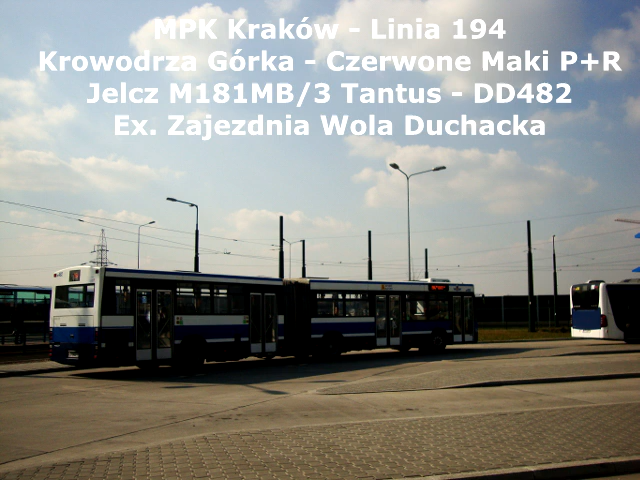 MPK Kraków - Linia 194
Krowodrza Górka - Czerwone Maki P+R
Jelcz M181MB/3 Tantus - DD482
Ex. Zajezdnia Wola Duchacka